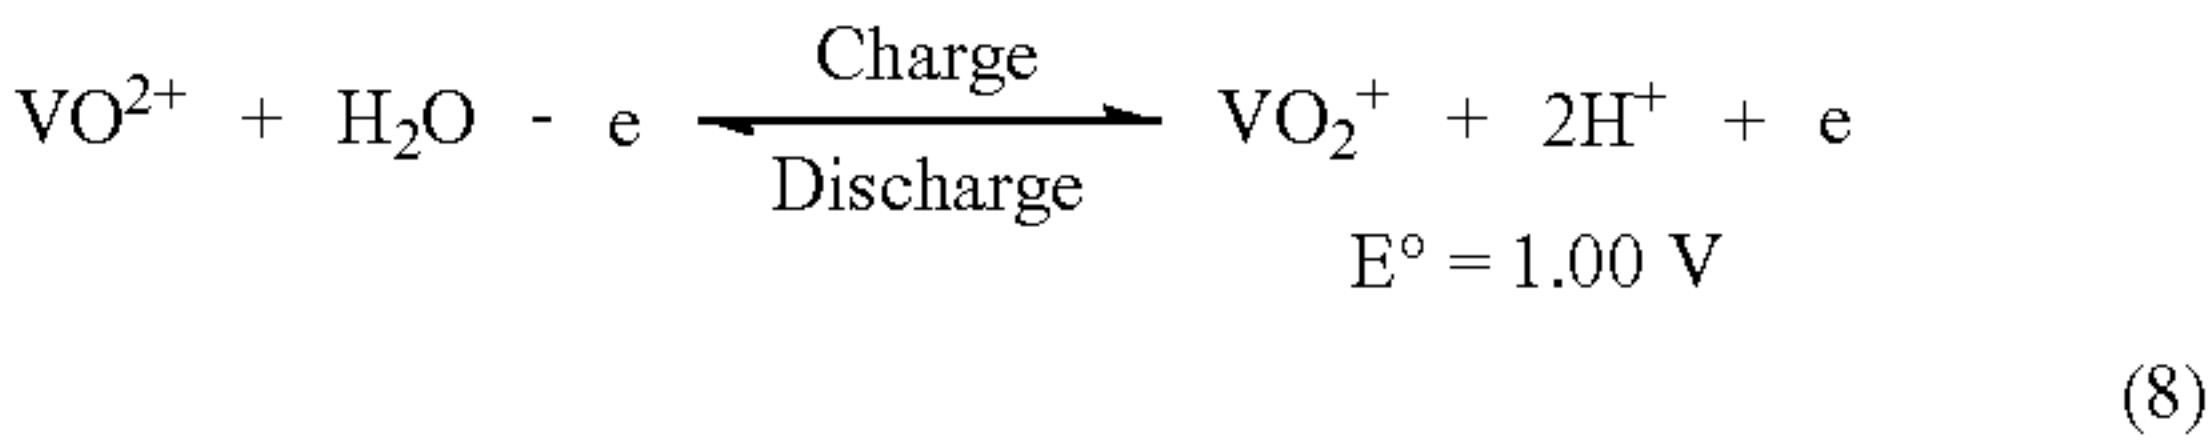 Charge
VO²⁺ + H₂O - e ⇌ VO₂⁺ + 2H⁺ + e
Discharge
E° = 1.00 V
(8)